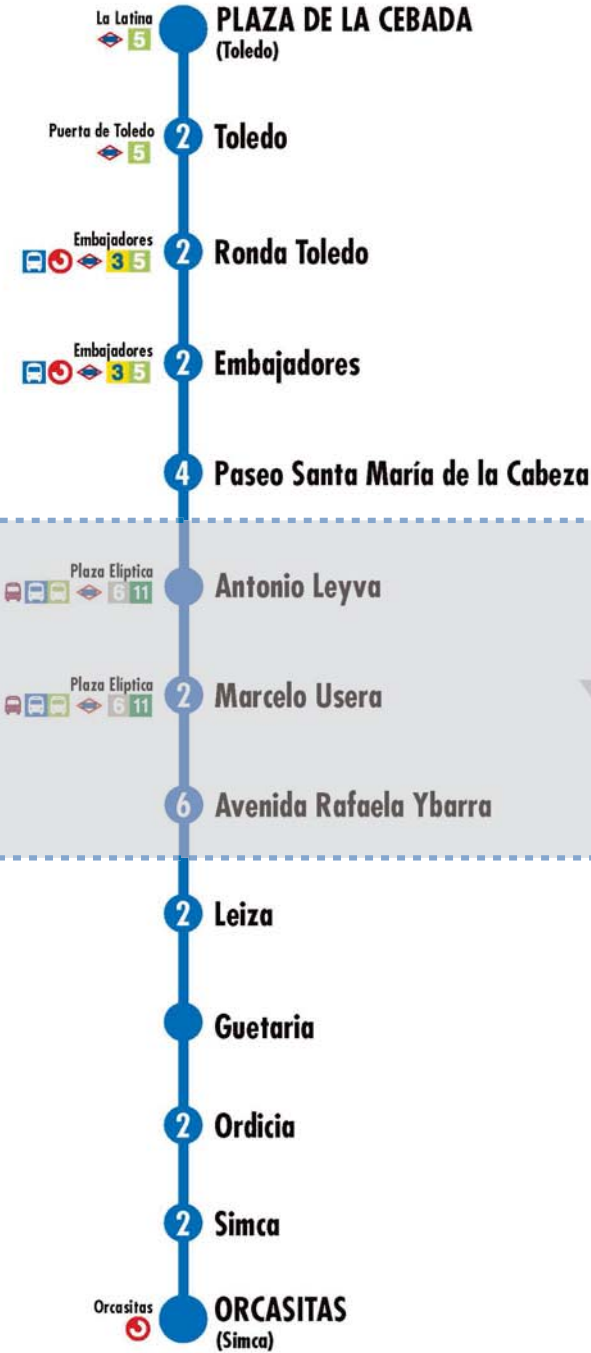 La Latina
5
PLAZA DE LA CEBADA
(Toledo)
Puerta de Toledo
5
2 Toledo
Embajadores
3 5
2 Ronda Toledo
Embajadores
3 5
2 Embajadores
4 Paseo Santa María de la Cabeza
Plaza Elíptica
6 11
Antonio Leyva
Plaza Elíptica
6 11
2 Marcelo Usera
6 Avenida Rafaela Ybarra
2 Leiza
Guetaria
2 Ordicia
2 Simca
Orcasitas
ORCASITAS
(Simca)